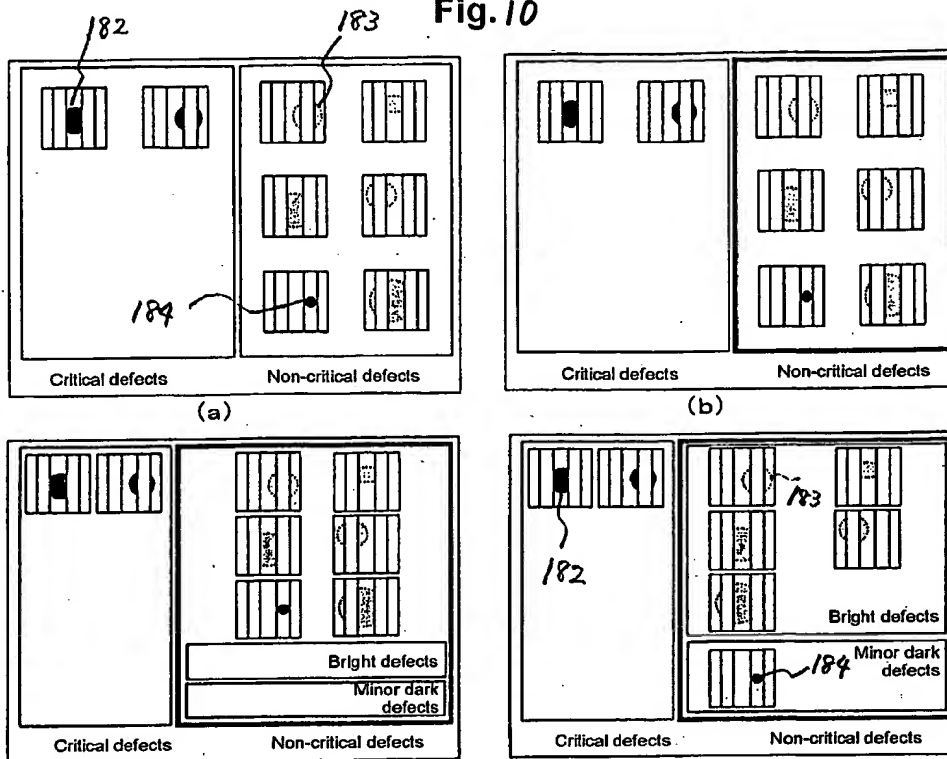 Fig. 10
182
183
184
Critical defects
Non-critical defects
(a)
Critical defects
Non-critical defects
(b)
Bright defects
Minor dark
defects
Critical defects
Non-critical defects
182
183
Bright defects
Minor dark
defects
184
Critical defects
Non-critical defects